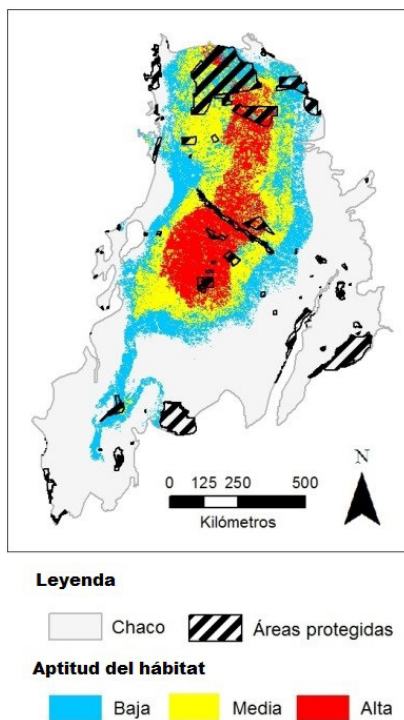 N
0 125 250 500
Kilómetros
Leyenda
Chaco Áreas protegidas
Aptitud del hábitat
Baja Media Alta